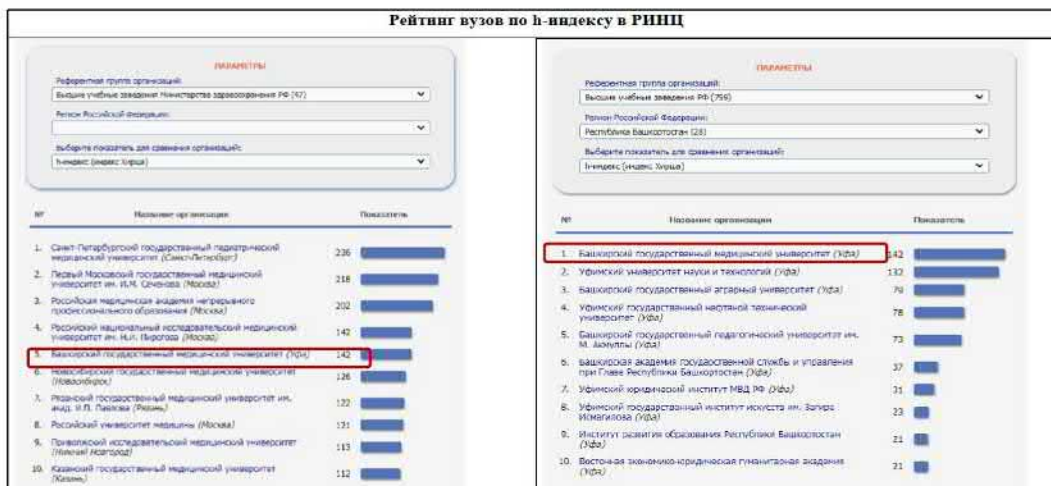 Рейтинг вузов по h-индексу в РИНЦ
ПАРАМЕТРЫ
Референтная группа организаций:
Высшие учебные заведения Министерства здравоохранения РФ (47)
Регион Российской Федерации:
Выберите показатель для сравнения организаций:
h-индекс (индекс Хирша)
№ Название организации Показатель
1. Санкт-Петербургский государственный педиатрический
медицинский университет (Санкт-Петербург) 236
2. Первый Московский государственный медицинский
университет им. И.М. Сеченова (Москва) 218
3. Российская медицинская академия непрерывного
профессионального образования (Москва) 202
4. Российский национальный исследовательский медицинский
университет им. Н.И. Пирогова (Москва) 142
5. Башкирский государственный медицинский университет (Уфа) 142
6. Новосибирский государственный медицинский университет
(Новосибирск) 126
7. Рязанский государственный медицинский университет им.
акад. И.П. Павлова (Рязань) 122
8. Российский университет медицины (Москва) 121
9. Приволжский исследовательский медицинский университет
(Нижний Новгород) 113
10. Казанский государственный медицинский университет
(Казань) 112
ПАРАМЕТРЫ
Референтная группа организаций:
Высшие учебные заведения РФ (756)
Регион Российской Федерации:
Республика Башкортостан (28)
Выберите показатель для сравнения организаций:
h-индекс (индекс Хирша)
№ Название организации Показатель
1. Башкирский государственный медицинский университет (Уфа) 142
2. Уфимский университет науки и технологий (Уфа) 132
3. Башкирский государственный аграрный университет (Уфа) 79
4. Уфимский государственный нефтяной технический
университет (Уфа) 78
5. Башкирский государственный педагогический университет им.
М. Акмуллы (Уфа) 73
6. Башкирская академия государственной службы и управления
при Главе Республики Башкортостан (Уфа) 37
7. Уфимский юридический институт МВД РФ (Уфа) 31
8. Уфимский государственный институт искусств им. Загира
Исмагилова (Уфа) 23
9. Институт развития образования Республики Башкортостан
(Уфа) 21
10. Восточная экономико-юридическая гуманитарная академия
(Уфа) 21